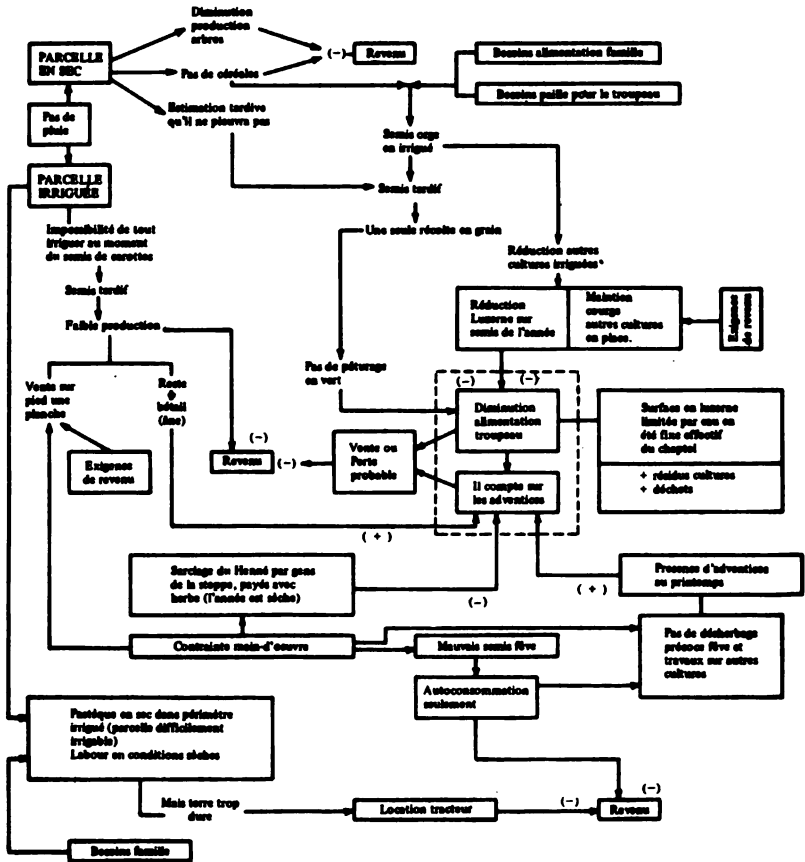 Diminution
production
arbres
PARCELLE
EN SEC
(-)
Revenu
Besoins alimentation famille
Pas de céréales
Besoins paille pour le troupeau
Estimation tardive
qu'il ne pleuvra pas
Pas de
pluie
Semis orge
en irrigué
PARCELLE
IRRIGUÉE
Semis tardif
Impossibilité de tout
irriguer au moment
du semis de carottes
Une seule récolte en grain
Réduction autres
cultures irriguées
Semis tardif
Faible production
Réduction
Luzerne sur
semis de l'année
Maintien
courge
autres cultures
en place.
Exigences
de revenu
Pas de pâturage
en vert
(-)
(-)
Vente sur
pied une
planche
Reste
bétail
(âne)
Diminution
alimentation
troupeau
Surface en luzerne
limitée par eau en
été fixe effectif
du cheptel
+ résidus cultures
+ déchets
Exigences
de revenu
(-)
Revenu
(-)
Vente ou
Perte
probable
Il compte sur
les adventices
(+)
Sarclage du Henné par gens
de la steppe, payés avec
herbe (l'année est sèche)
(-)
(+)
Presence d'adventices
au printemps
Contrainte main-d'oeuvre
Mauvais semis fève
Pas de désherbage
précoce fève et
travaux sur autres
cultures
Autoconsommation
seulement
Pastèque en sec dans périmètre
irrigué (parcelle difficilement
irrigable)
Labour en conditions sèches
Mais terre trop
dure
Location tracteur
(-)
(-)
Revenu
Besoins famille